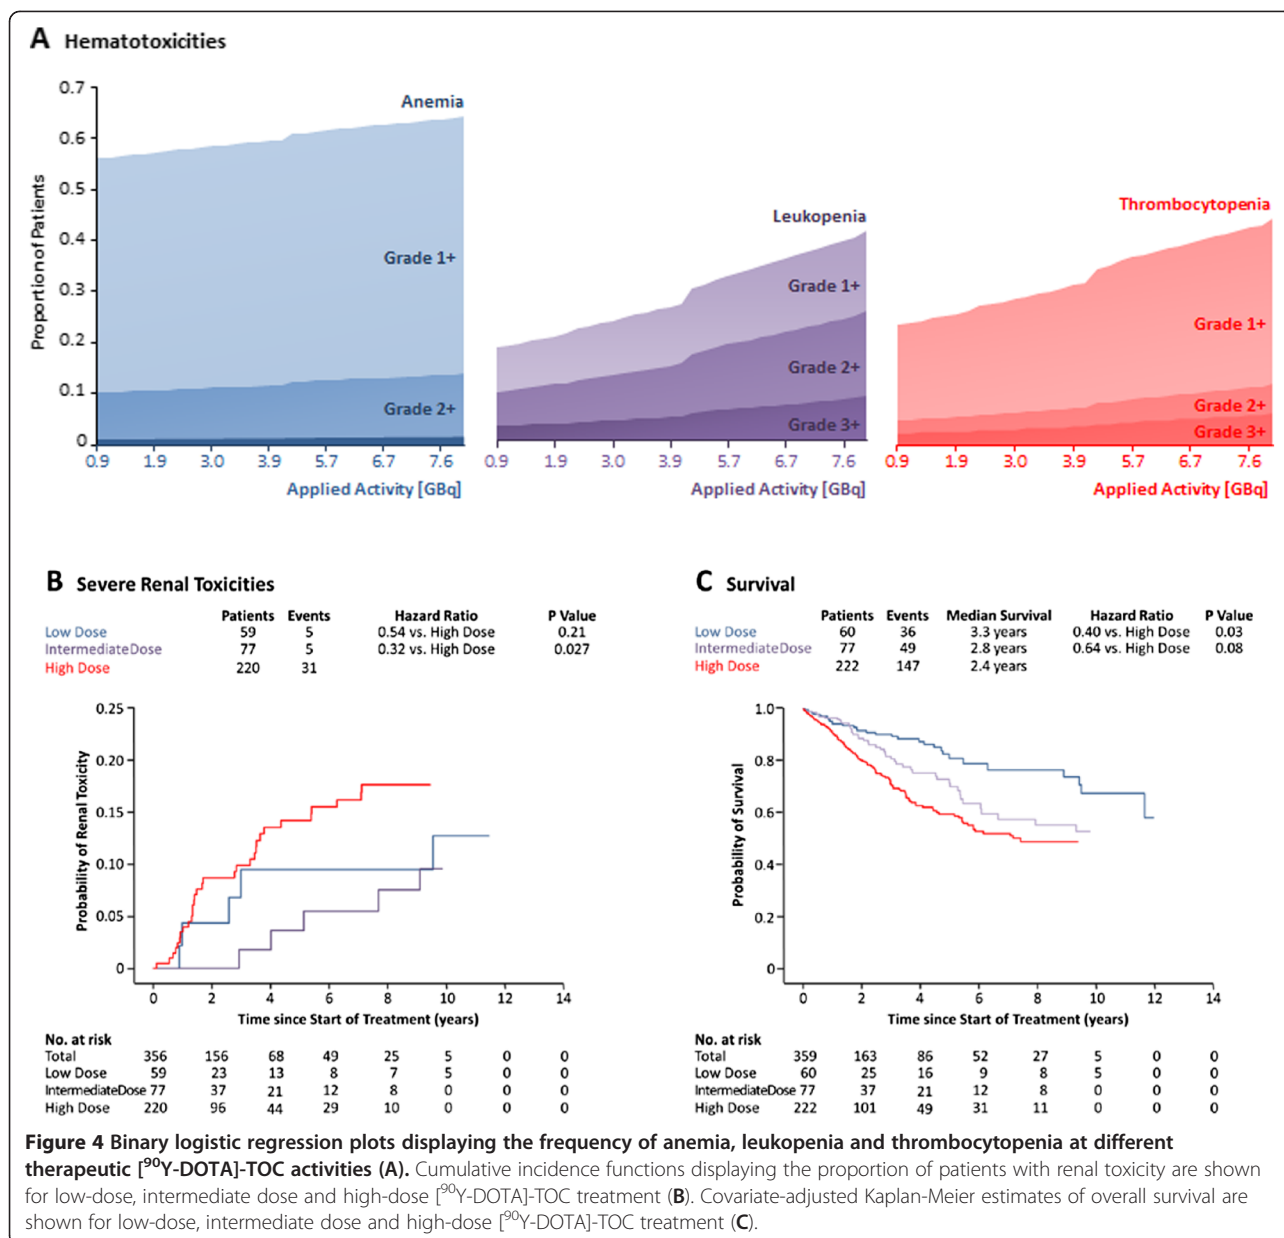 A Hematotoxicities
0.7
0.6
0.5
0.4
0.3
0.2
0.1
0
Proportion of Patients
Anemia
Grade 1+
Grade 2+
0.9 1.9 3.0 3.9 5.7 6.7 7.6
Applied Activity [GBq]
Leukopenia
Grade 1+
Grade 2+
Grade 3+
0.9 1.9 3.0 3.9 5.7 6.7 7.6
Applied Activity [GBq]
Thrombocytopenia
Grade 1+
Grade 2+
Grade 3+
0.9 1.9 3.0 3.9 5.7 6.7 7.6
Applied Activity [GBq]
B Severe Renal Toxicities
Patients Events Hazard Ratio P Value
Low Dose 59 5 0.54 vs. High Dose 0.21
IntermediateDose 77 5 0.32 vs. High Dose 0.027
High Dose 220 31
0.25
0.20
0.15
0.10
0.05
0
Probability of Renal Toxicity
0 2 4 6 8 10 12 14
Time since Start of Treatment (years)
No. at risk
Total 356 156 68 49 25 5 0 0
Low Dose 59 23 13 8 7 5 0 0
IntermediateDose 77 37 21 12 8 0 0 0
High Dose 220 96 44 29 10 0 0 0
C Survival
Patients Events Median Survival Hazard Ratio P Value
Low Dose 60 36 3.3 years 0.40 vs. High Dose 0.03
IntermediateDose 77 49 2.8 years 0.64 vs. High Dose 0.08
High Dose 222 147 2.4 years
1.0
0.8
0.6
0.4
0.2
0
Probability of Survival
0 2 4 6 8 10 12 14
Time since Start of Treatment (years)
No. at risk
Total 359 163 86 52 27 5 0 0
Low Dose 60 25 16 9 8 5 0 0
IntermediateDose 77 37 21 12 8 0 0 0
High Dose 222 101 49 31 11 0 0 0
Figure 4 Binary logistic regression plots displaying the frequency of anemia, leukopenia and thrombocytopenia at different
therapeutic [⁹⁰Y-DOTA]-TOC activities (A). Cumulative incidence functions displaying the proportion of patients with renal toxicity are shown
for low-dose, intermediate dose and high-dose [⁹⁰Y-DOTA]-TOC treatment (B). Covariate-adjusted Kaplan-Meier estimates of overall survival are
shown for low-dose, intermediate dose and high-dose [⁹⁰Y-DOTA]-TOC treatment (C).